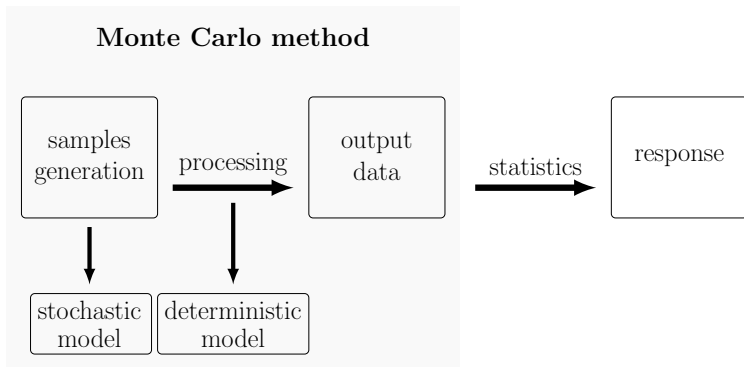 Monte Carlo method
samples
generation
processing
output
data
statistics
response
stochastic
model
deterministic
model